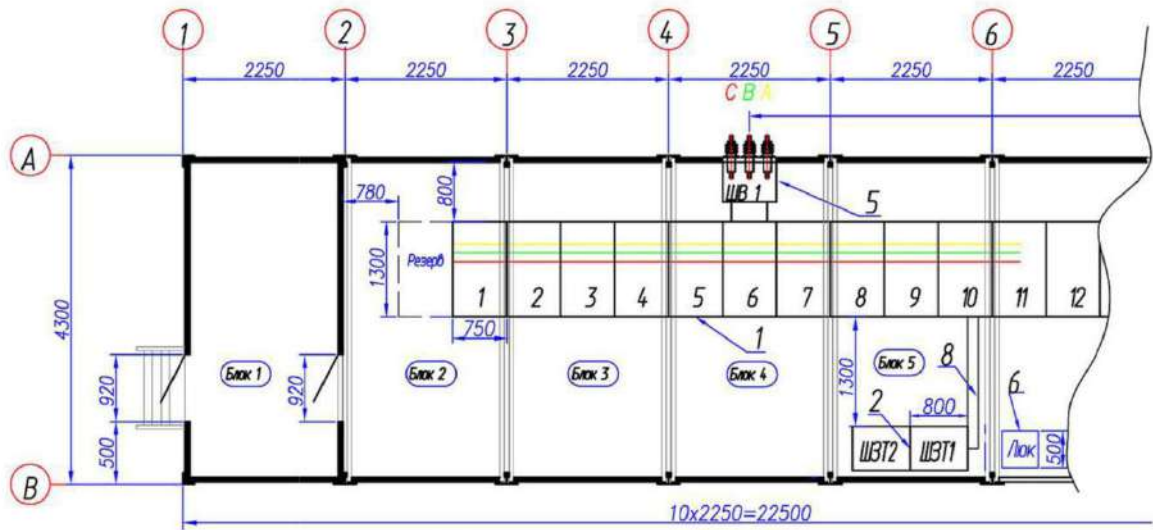 1 2 3 4 5 6
2250 2250 2250 2250 2250
C B A
A
780
800
ШВ 1
5
Резерв
1300
1 2 3 4 5 6 7 8 9 10 11 12
750
1
4300
920
Блок 1
920
Блок 2
Блок 3
Блок 4
Блок 5
1300
8
6
2
800
500
ШЗТ2 ШЗТ1
Люк
500
B
10x2250=22500